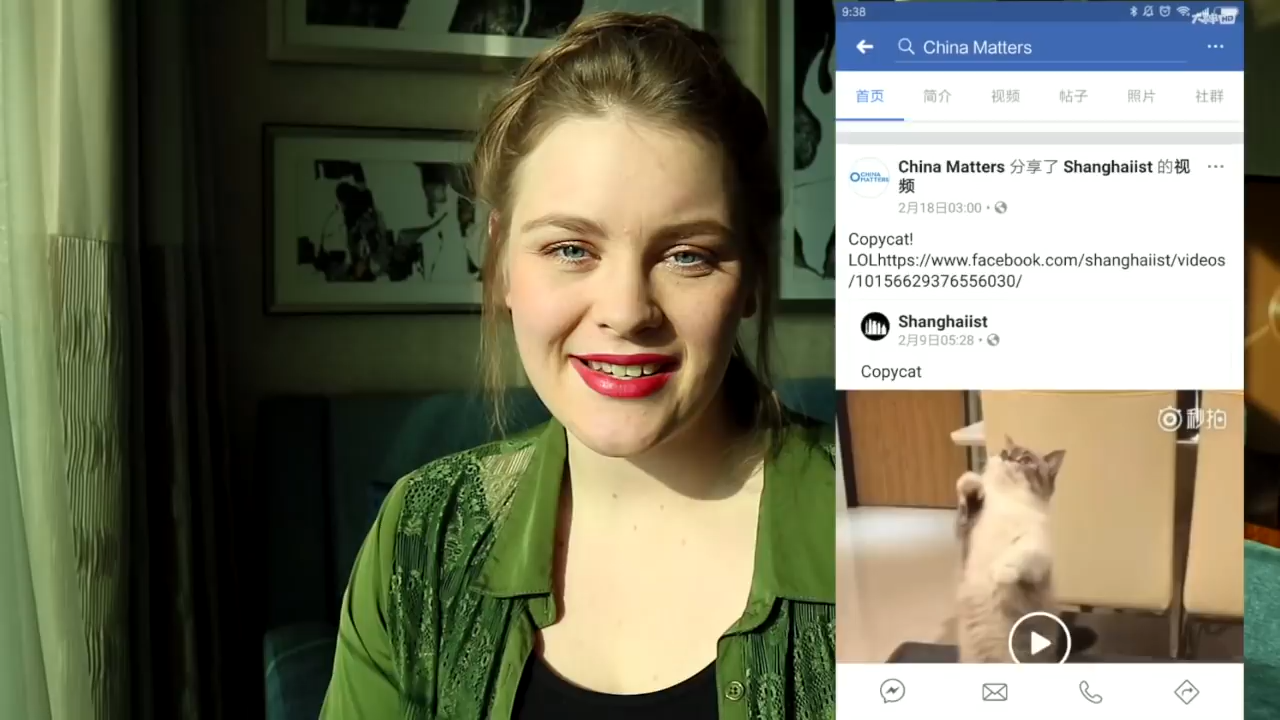 9:38
China Matters
首页 简介 视频 帖子 照片 社群
China Matters 分享了 Shanghaiist 的视
频
CHINA
MATTERS
2月18日03:00
Copycat!
LOLhttps://www.facebook.com/shanghaiist/videos
/10156629376556030/
Shanghaiist
2月9日05:28
Copycat
秒拍